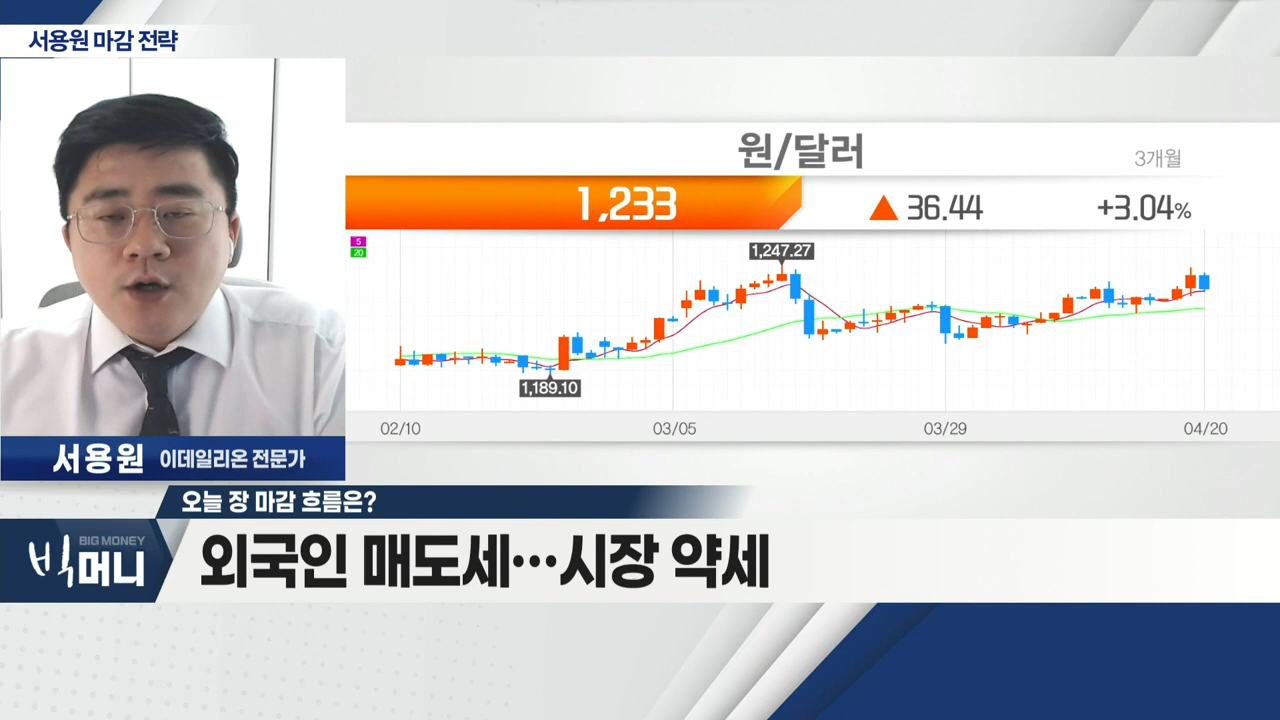 서용원 마감 전략
원/달러
3개월
1,233
▲ 36.44
+3.04%
5
20
1,247.27
1,189.10
02/10
03/05
03/29
04/20
서용원 이데일리온 전문가
오늘 장 마감 흐름은?
BIG MONEY
빅머니
외국인 매도세…시장 약세